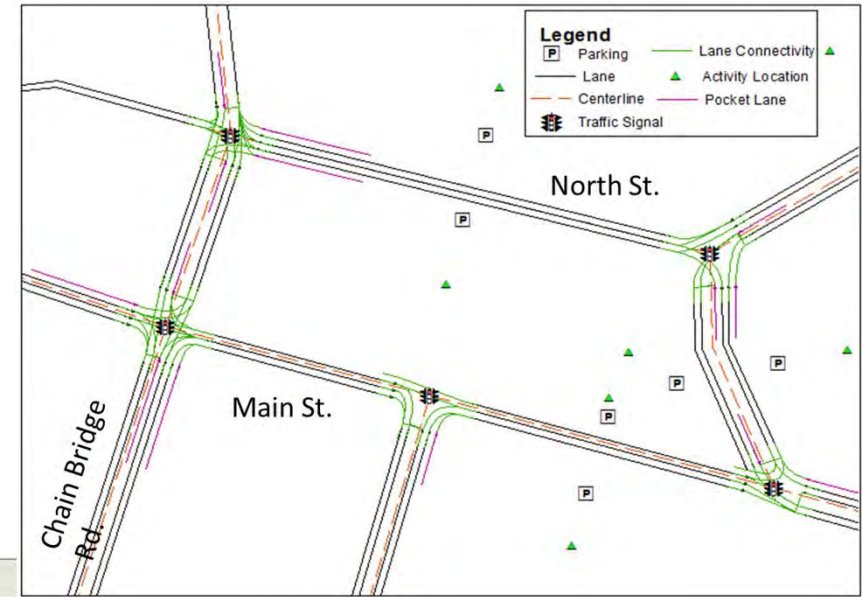 Legend
P Parking
Lane Connectivity
Lane
Activity Location
Centerline
Pocket Lane
Traffic Signal
P
North St.
P
P
P
Main St.
P
P
Chain Bridge
Rd.